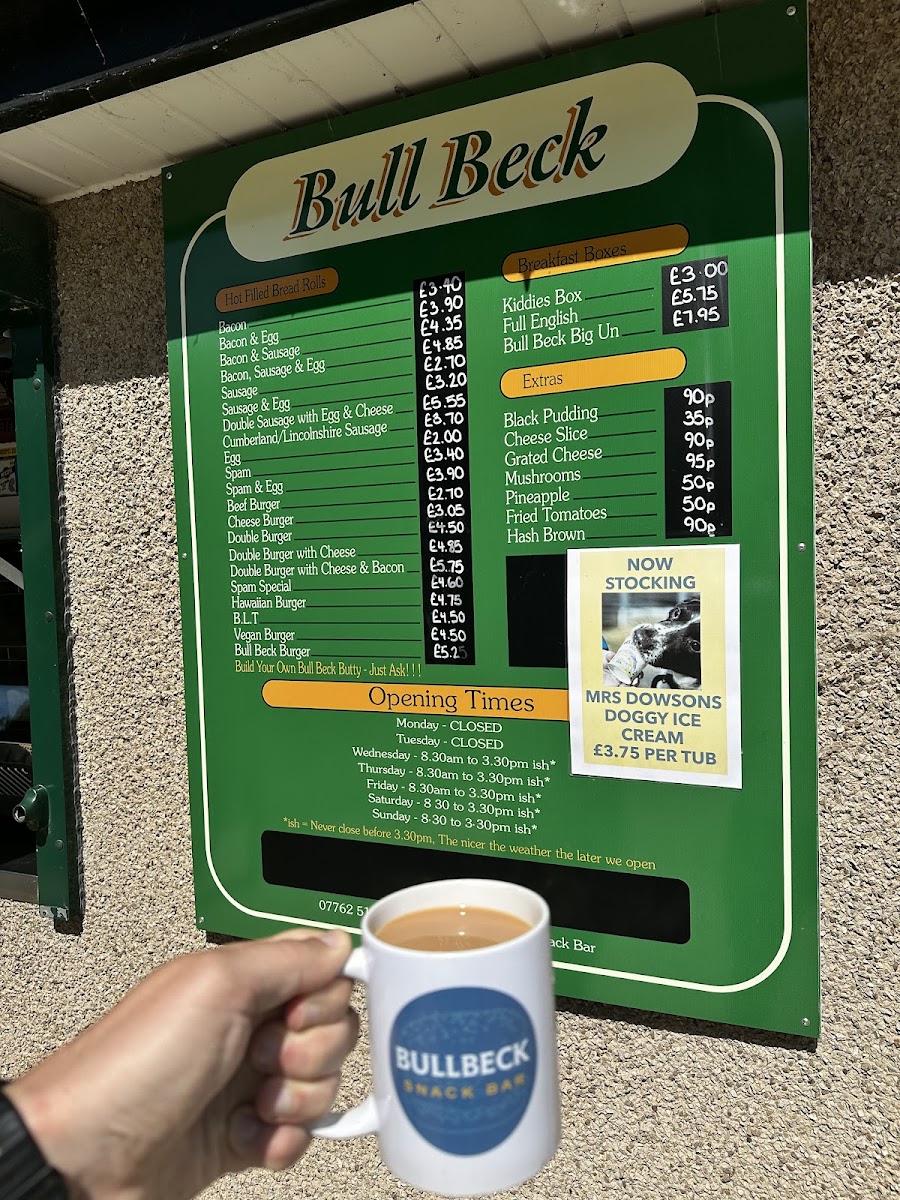 Bull Beck
Hot Filled Bread Rolls
Bacon £3.40
Bacon & Egg £3.90
Bacon & Sausage £4.35
Bacon, Sausage & Egg £4.85
Sausage £2.70
Sausage & Egg £3.20
Double Sausage with Egg & Cheese £5.55
Cumberland/Lincolnshire Sausage £3.70
Egg £2.00
Spam £3.40
Spam & Egg £3.90
Beef Burger £2.70
Cheese Burger £3.05
Double Burger £4.50
Double Burger with Cheese £4.85
Double Burger with Cheese & Bacon £5.75
Spam Special £4.60
Hawaiian Burger £4.75
B.L.T £4.50
Vegan Burger £4.50
Bull Beck Burger £5.25
Build Your Own Bull Beck Butty - Just Ask! ! !
Breakfast Boxes
Kiddies Box £3.00
Full English £5.75
Bull Beck Big Un £7.95
Extras
Black Pudding 90p
Cheese Slice 35p
Grated Cheese 90p
Mushrooms 95p
Pineapple 50p
Fried Tomatoes 50p
Hash Brown 90p
NOW
STOCKING
MRS DOWSONS
DOGGY ICE
CREAM
£3.75 PER TUB
Opening Times
Monday - CLOSED
Tuesday - CLOSED
Wednesday - 8.30am to 3.30pm ish*
Thursday - 8.30am to 3.30pm ish*
Friday - 8.30am to 3.30pm ish*
Saturday - 8 30 to 3.30pm ish*
Sunday - 8-30 to 3-30pm ish*
*ish = Never close before 3.30pm, The nicer the weather the later we open
07762 51
ack Bar
BULLBECK
SNACK BAR